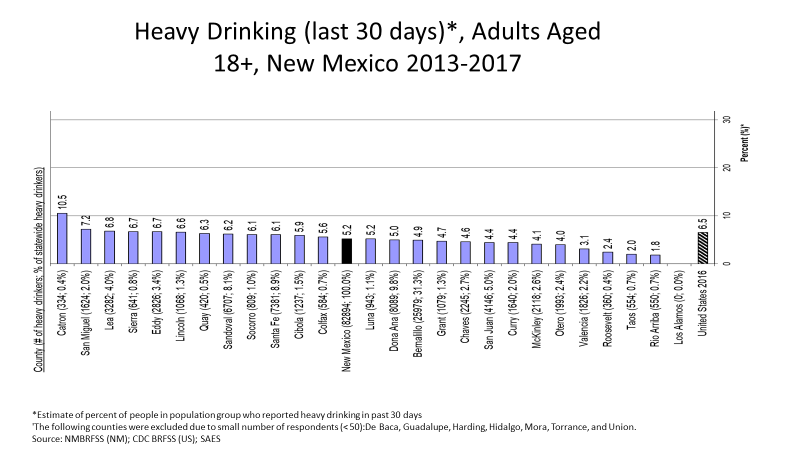 Heavy Drinking (last 30 days)*, Adults Aged
18+, New Mexico 2013-2017
30
20
10
0
Percent (%)*
10.5
7.2
6.8
6.7
6.7
6.6
6.3
6.2
6.1
6.1
5.9
5.6
5.2
5.2
5.0
4.9
4.7
4.6
4.4
4.4
4.1
4.0
3.1
2.4
2.0
1.8
6.5
County (# of heavy drinkers; % of statewide heavy drinkers)
Catron (334; 0.4%)
San Miguel (1624; 2.0%)
Lea (3282; 4.0%)
Sierra (641; 0.8%)
Eddy (2826; 3.4%)
Lincoln (1068; 1.3%)
Quay (420; 0.5%)
Sandoval (6707; 8.1%)
Socorro (809; 1.0%)
Santa Fe (7381; 8.9%)
Cibola (1237; 1.5%)
Colfax (584; 0.7%)
New Mexico (82894; 100.0%)
Luna (943; 1.1%)
Dona Ana (8089; 9.8%)
Bernalillo (25979; 31.3%)
Grant (1079; 1.3%)
Chaves (2245; 2.7%)
San Juan (4146; 5.0%)
Curry (1640; 2.0%)
McKinley (2118; 2.6%)
Otero (1993; 2.4%)
Valencia (1826; 2.2%)
Roosevelt (360; 0.4%)
Taos (554; 0.7%)
Rio Arriba (550; 0.7%)
Los Alamos (0; 0.0%)
United States 2016
*Estimate of percent of people in population group who reported heavy drinking in past 30 days
'The following counties were excluded due to small number of respondents (<50):De Baca, Guadalupe, Harding, Hidalgo, Mora, Torrance, and Union.
Source: NMBRFSS (NM); CDC BRFSS (US); SAES